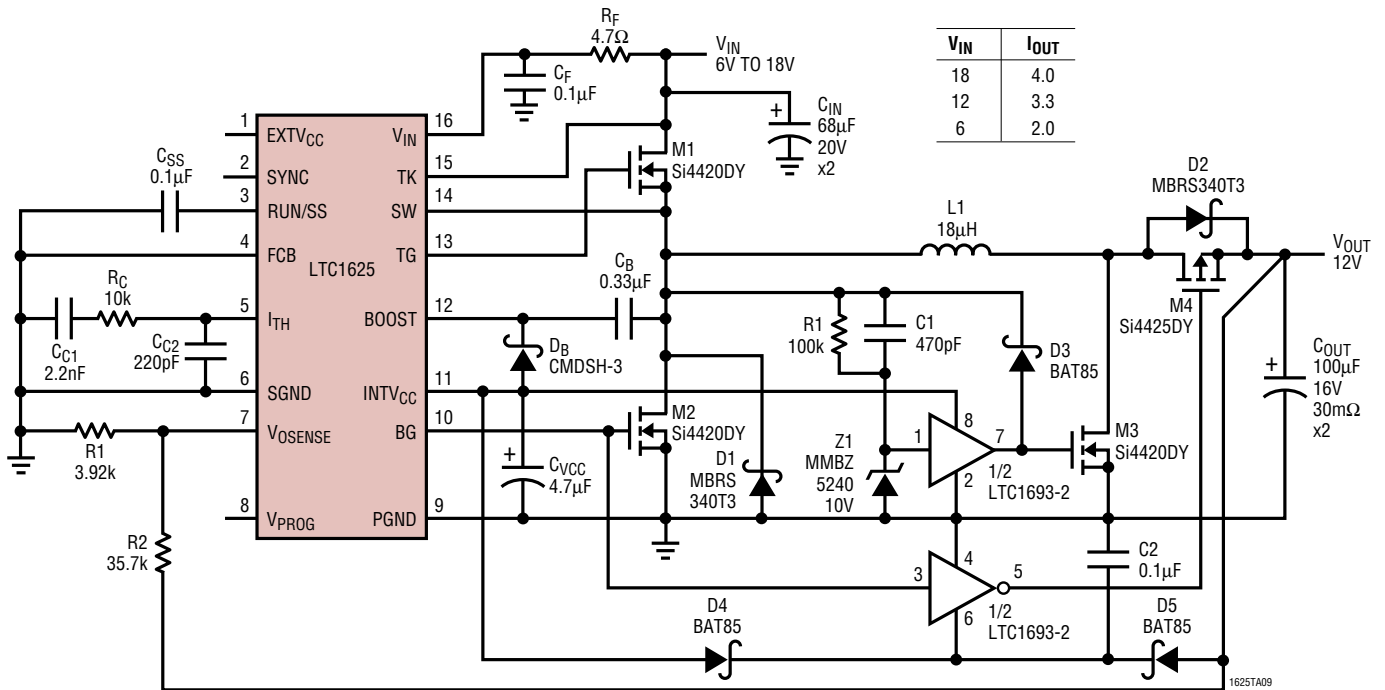 RF
4.7Ω
VIN
6V TO 18V
CF
0.1µF
CIN
68µF
20V
x2
+
VIN IOUT
18 4.0
12 3.3
6 2.0
1 EXTVCC
2 SYNC
3 RUN/SS
4 FCB
5 ITH
6 SGND
7 VOSENSE
8 VPROG
LTC1625
16 VIN
15 TK
14 SW
13 TG
12 BOOST
11 INTVCC
10 BG
9 PGND
CSS
0.1µF
RC
10k
CC1
2.2nF
CC2
220pF
R1
3.92k
R2
35.7k
M1
Si4420DY
CB
0.33µF
DB
CMDSH-3
+
CVCC
4.7µF
M2
Si4420DY
D1
MBRS
340T3
L1
18µH
R1
100k
C1
470pF
D3
BAT85
Z1
MMBZ
5240
10V
1
8
7
2
1/2
LTC1693-2
M3
Si4420DY
D2
MBRS340T3
M4
Si4425DY
VOUT
12V
+
COUT
100µF
16V
30mΩ
x2
C2
0.1µF
3
4
5
6
1/2
LTC1693-2
D4
BAT85
D5
BAT85
1625TA09